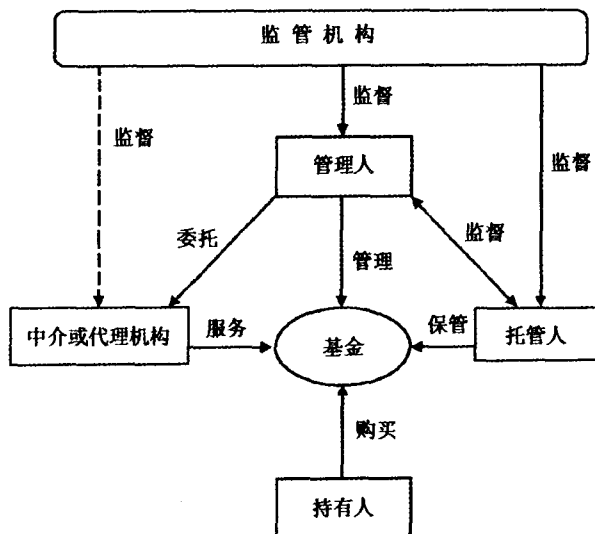 监管机构
监督
监督
管理人
监督
委托
监督
管理
中介或代理机构
服务
基金
保管
托管人
购买
持有人